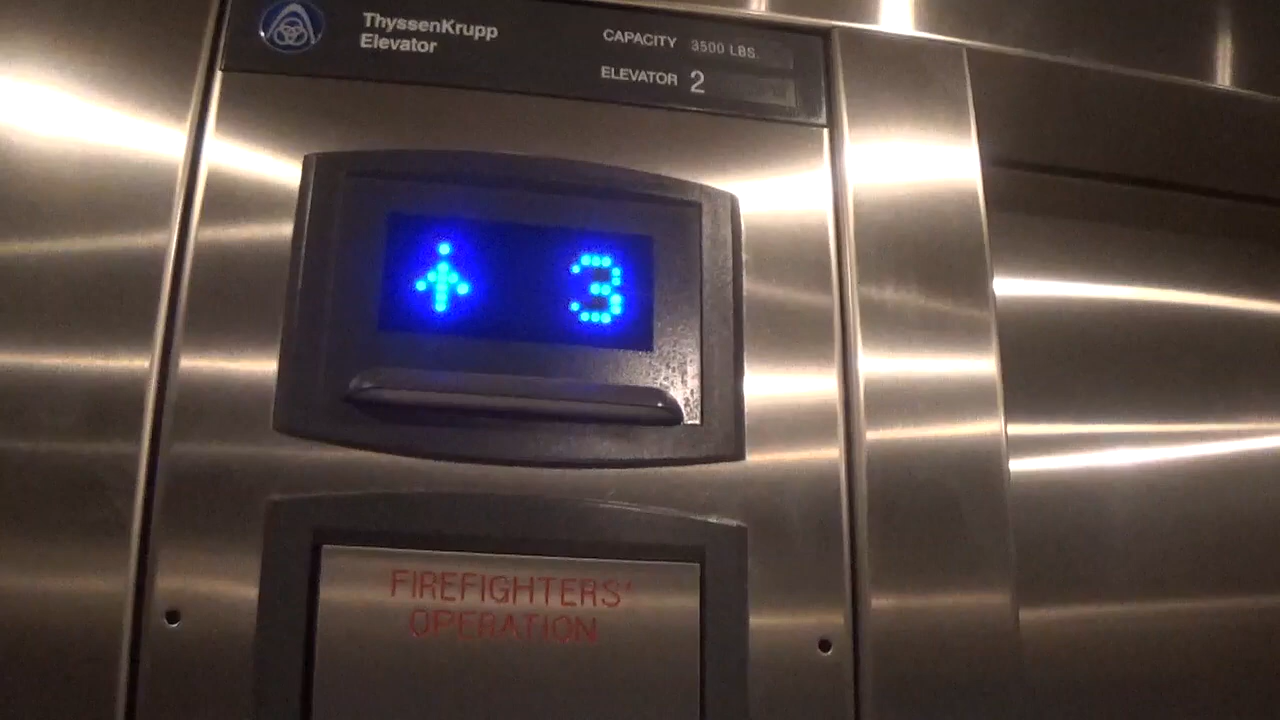 ThyssenKrupp
Elevator
CAPACITY 3500 LBS.
ELEVATOR 2
↑ 3
FIREFIGHTERS'
OPERATION